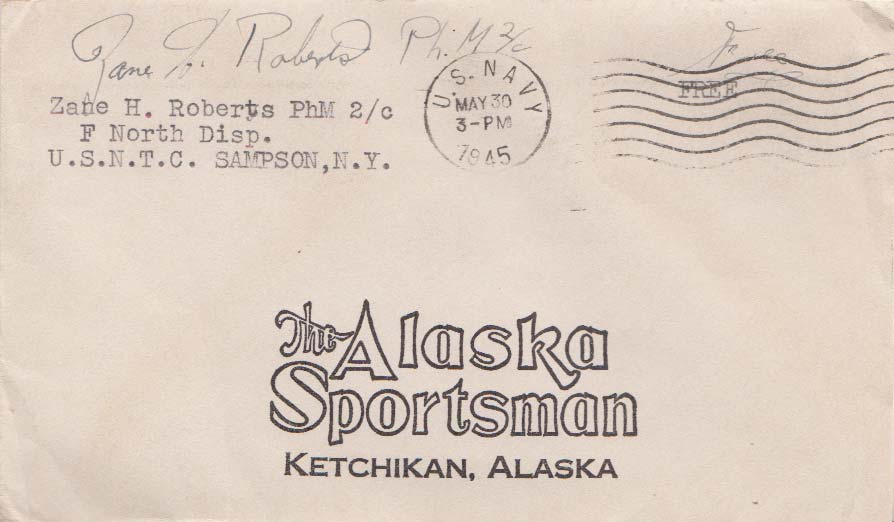 Zane H. Roberts Ph. M 2/c
Free
U.S. NAVY
MAY 30
3-PM
1945
FREE
Zane H. Roberts PhM 2/c
F North Disp.
U.S.N.T.C. SAMPSON,N.Y.
The Alaska
Sportsman
KETCHIKAN, ALASKA